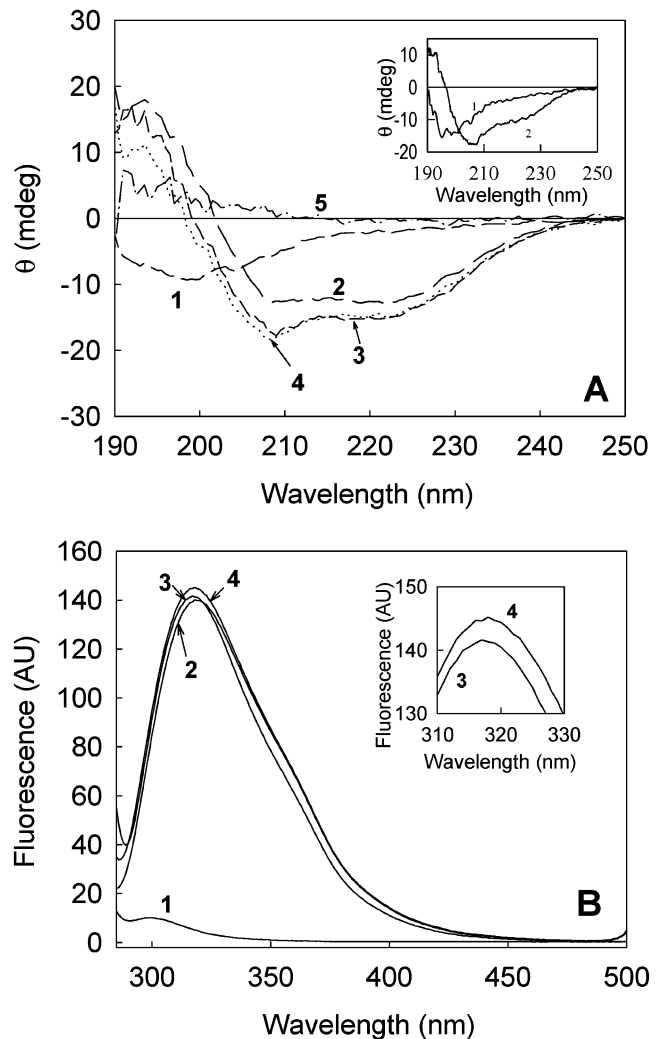 30
20
10
0
-10
-20
-30
θ (mdeg)
190 200 210 220 230 240 250
Wavelength (nm)
1
2
3
4
5
A
10
0
-10
-20
θ (mdeg)
190 210 230 250
Wavelength (nm)
1
2
160
140
120
100
80
60
40
20
0
Fluorescence (AU)
300 350 400 450 500
Wavelength (nm)
3
4
2
1
B
150
140
130
Fluorescence (AU)
310 320 330
Wavelength (nm)
4
3